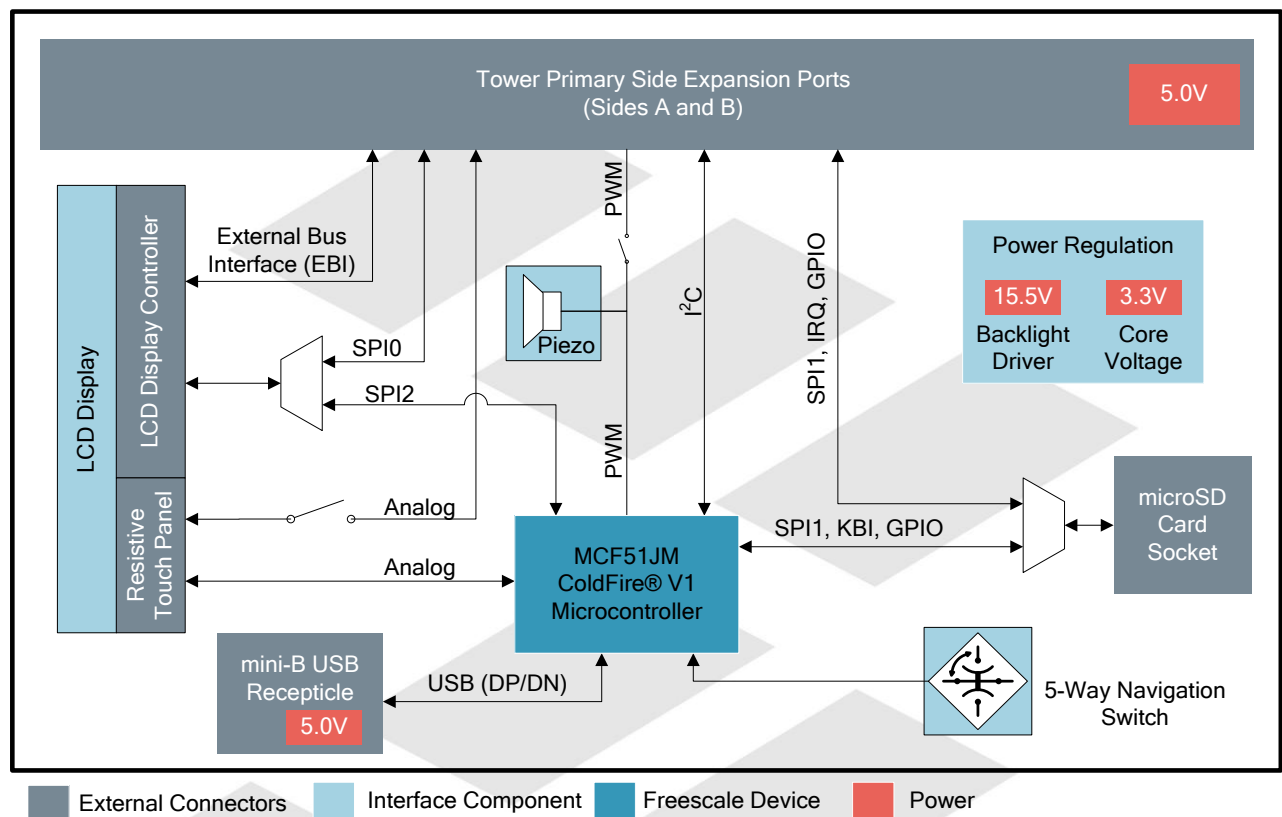 Tower Primary Side Expansion Ports
(Sides A and B)
5.0V
LCD Display
LCD Display Controller
Resistive
Touch Panel
External Bus
Interface (EBI)
SPI0
SPI2
Analog
Analog
PWM
Piezo
PWM
I²C
SPI1, IRQ, GPIO
Power Regulation
15.5V
Backlight
Driver
3.3V
Core
Voltage
microSD
Card
Socket
SPI1, KBI, GPIO
MCF51JM
ColdFire® V1
Microcontroller
mini-B USB
Recepticle
5.0V
USB (DP/DN)
5-Way Navigation
Switch
External Connectors
Interface Component
Freescale Device
Power